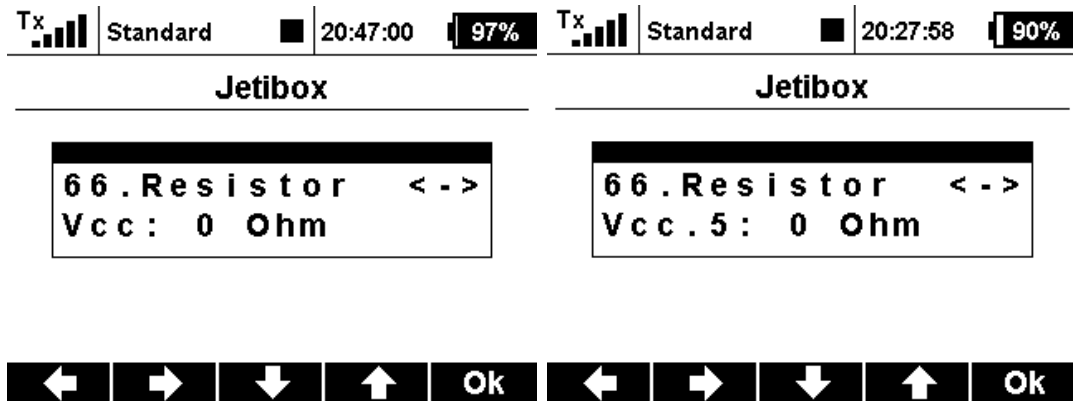 Tx Standard 20:47:00 97%
Jetibox
66.Resistor <->
Vcc: 0 Ohm
Ok
Tx Standard 20:27:58 90%
Jetibox
66.Resistor <->
Vcc.5: 0 Ohm
Ok